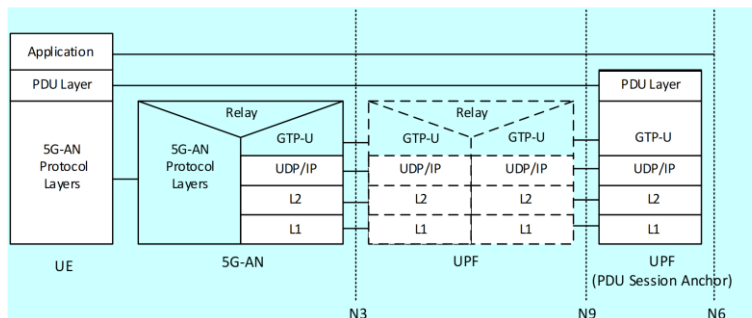 Application
PDU Layer
PDU Layer
Relay
Relay
5G-AN
Protocol
Layers
5G-AN
Protocol
Layers
GTP-U
GTP-U
GTP-U
GTP-U
UDP/IP
UDP/IP
UDP/IP
UDP/IP
L2
L2
L2
L2
L1
L1
L1
L1
UE
5G-AN
UPF
UPF
(PDU Session Anchor)
N3
N9
N6